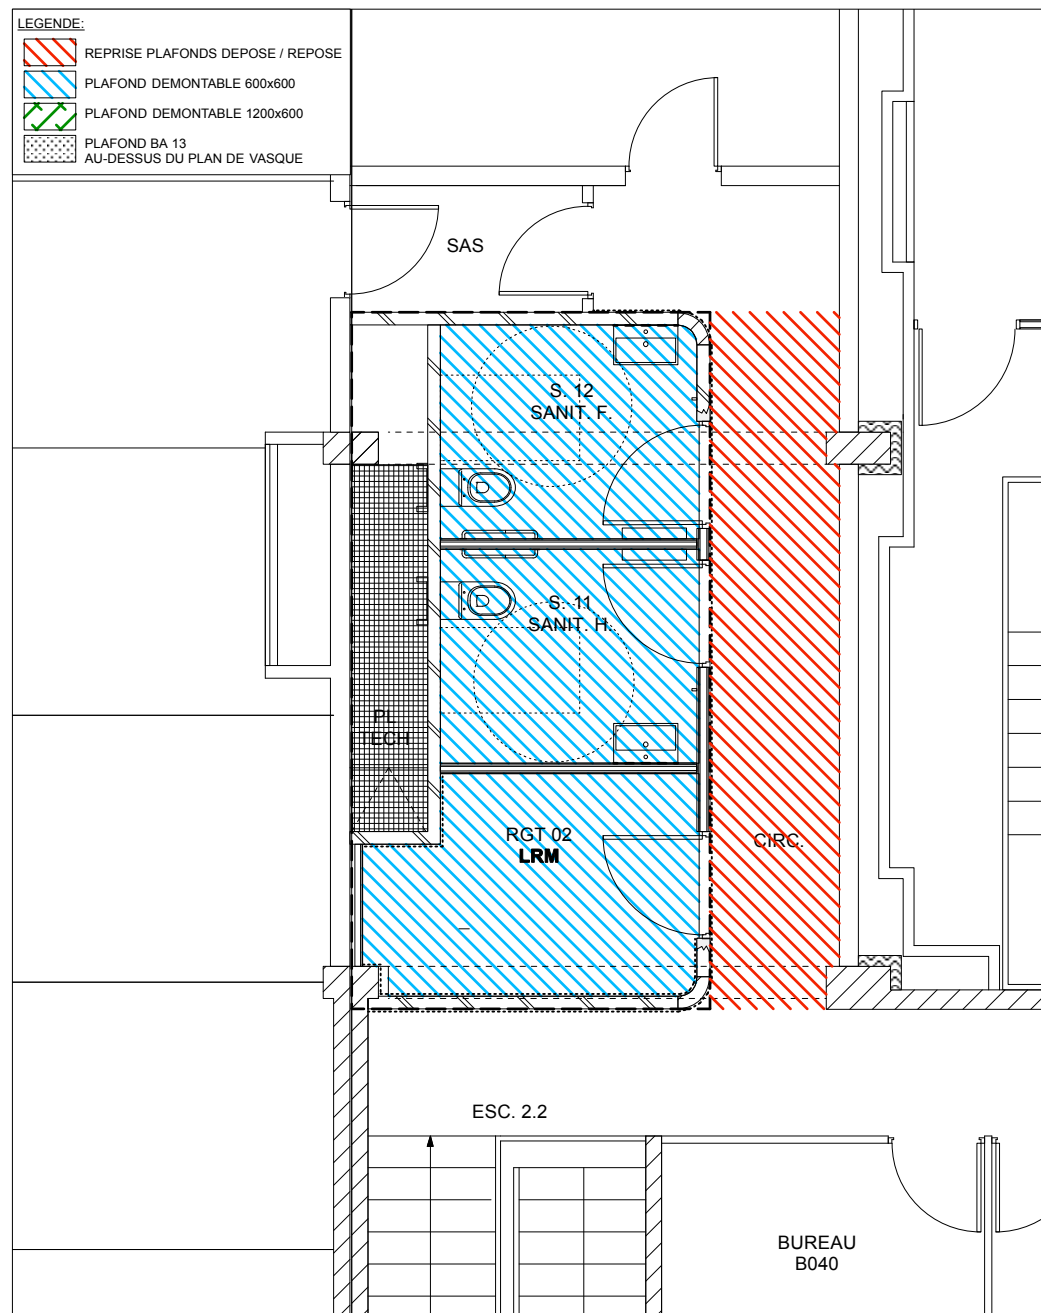 LEGENDE:
REPRISE PLAFONDS DEPOSE / REPOSE
PLAFOND DEMONTABLE 600x600
PLAFOND DEMONTABLE 1200x600
PLAFOND BA 13
AU-DESSUS DU PLAN DE VASQUE
SAS
S. 12
SANIT. F.
S. 11
SANIT. H.
PL
TECH
RGT 02
LRM
CIRC.
ESC. 2.2
BUREAU
B040